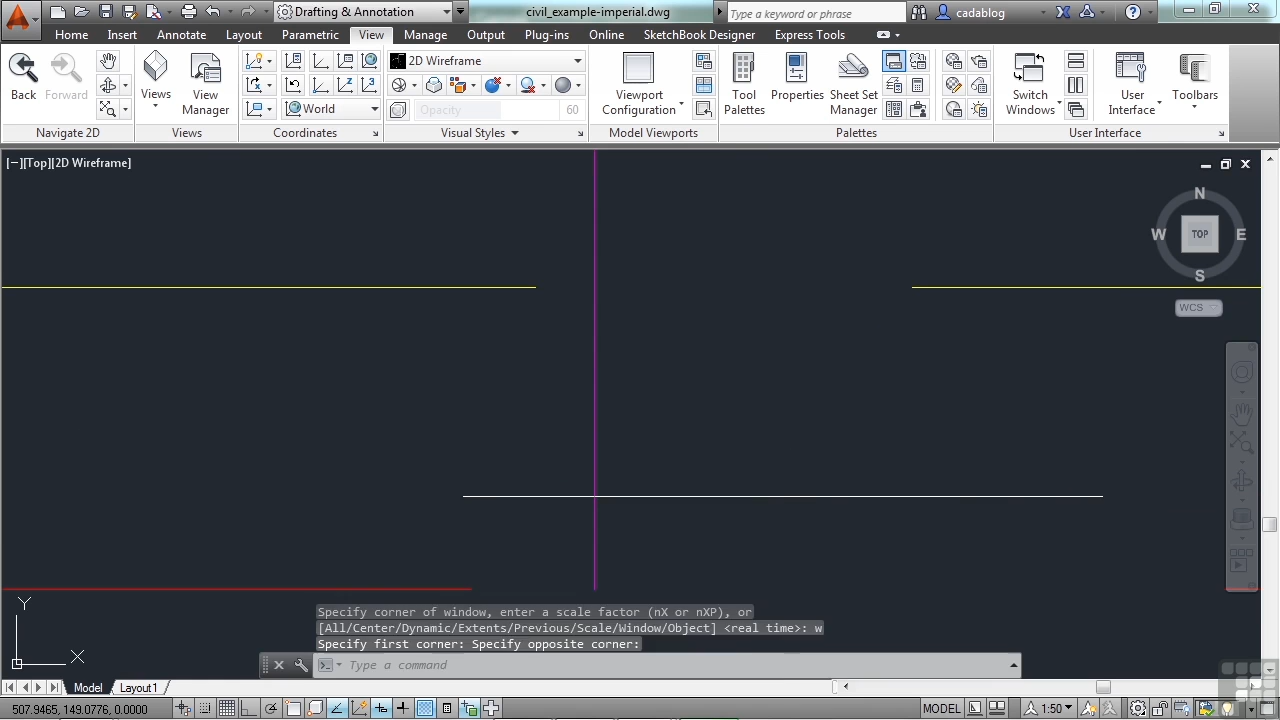 Drafting & Annotation
civil_example-imperial.dwg
Type a keyword or phrase
cadablog
Home Insert Annotate Layout Parametric View Manage Output Plug-ins Online SketchBook Designer Express Tools
Back Forward
Views
View Manager
World
2D Wireframe
Opacity 60
Viewport Configuration
Tool Palettes
Properties
Sheet Set Manager
Switch Windows
User Interface
Toolbars
Navigate 2D Views Coordinates Visual Styles Model Viewports Palettes User Interface
[−][Top][2D Wireframe]
N
W TOP E
S
WCS
Y
X
Specify corner of window, enter a scale factor (nX or nXP), or
[All/Center/Dynamic/Extents/Previous/Scale/Window/Object] <real time>: w
Specify first corner: Specify opposite corner:
Type a command
Model Layout1
507.9465, 149.0776, 0.0000
MODEL
1:50